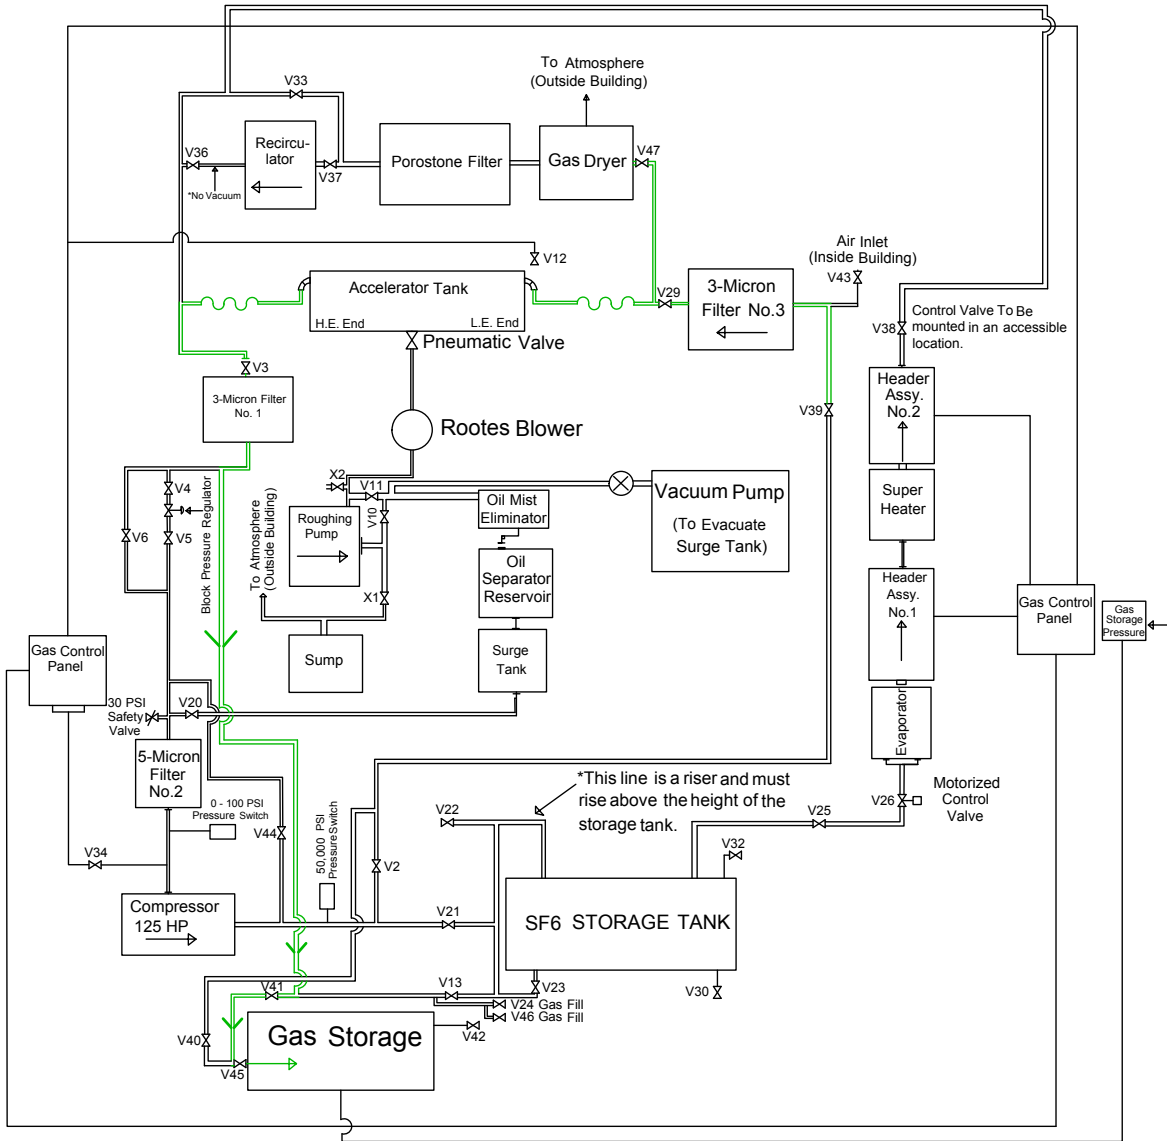 V33
To Atmosphere
(Outside Building)
V36
Recircu-
lator
V37
Porostone Filter
Gas Dryer
V47
*No Vacuum
V12
Air Inlet
(Inside Building)
V43
Accelerator Tank
H.E. End
L.E. End
V29
3-Micron
Filter No.3
Pneumatic Valve
V38
Control Valve To Be
mounted in an accessible
location.
V3
3-Micron Filter
No. 1
Rootes Blower
V39
Header
Assy.
No.2
V4
V6
V5
Block Pressure Regulator
To Atmosphere
(Outside Building)
X2
V11
V10
Roughing
Pump
X1
Sump
Oil Mist
Eliminator
Oil
Separator
Reservoir
Surge
Tank
Vacuum Pump
(To Evacuate
Surge Tank)
Super
Heater
Header
Assy.
No.1
Gas Control
Panel
Gas
Storage
Pressure
Gas Control
Panel
30 PSI
Safety
Valve
V20
Evaporator
5-Micron
Filter
No.2
0 - 100 PSI
Pressure Switch
V44
50,000 PSI
Pressure Switch
V22
*This line is a riser and must
rise above the height of the
storage tank.
V26
Motorized
Control
Valve
V25
V32
V34
V2
Compressor
125 HP
V21
SF6 STORAGE TANK
V41
V13
V23
V30
V24 Gas Fill
V46 Gas Fill
V42
V40
V45
Gas Storage